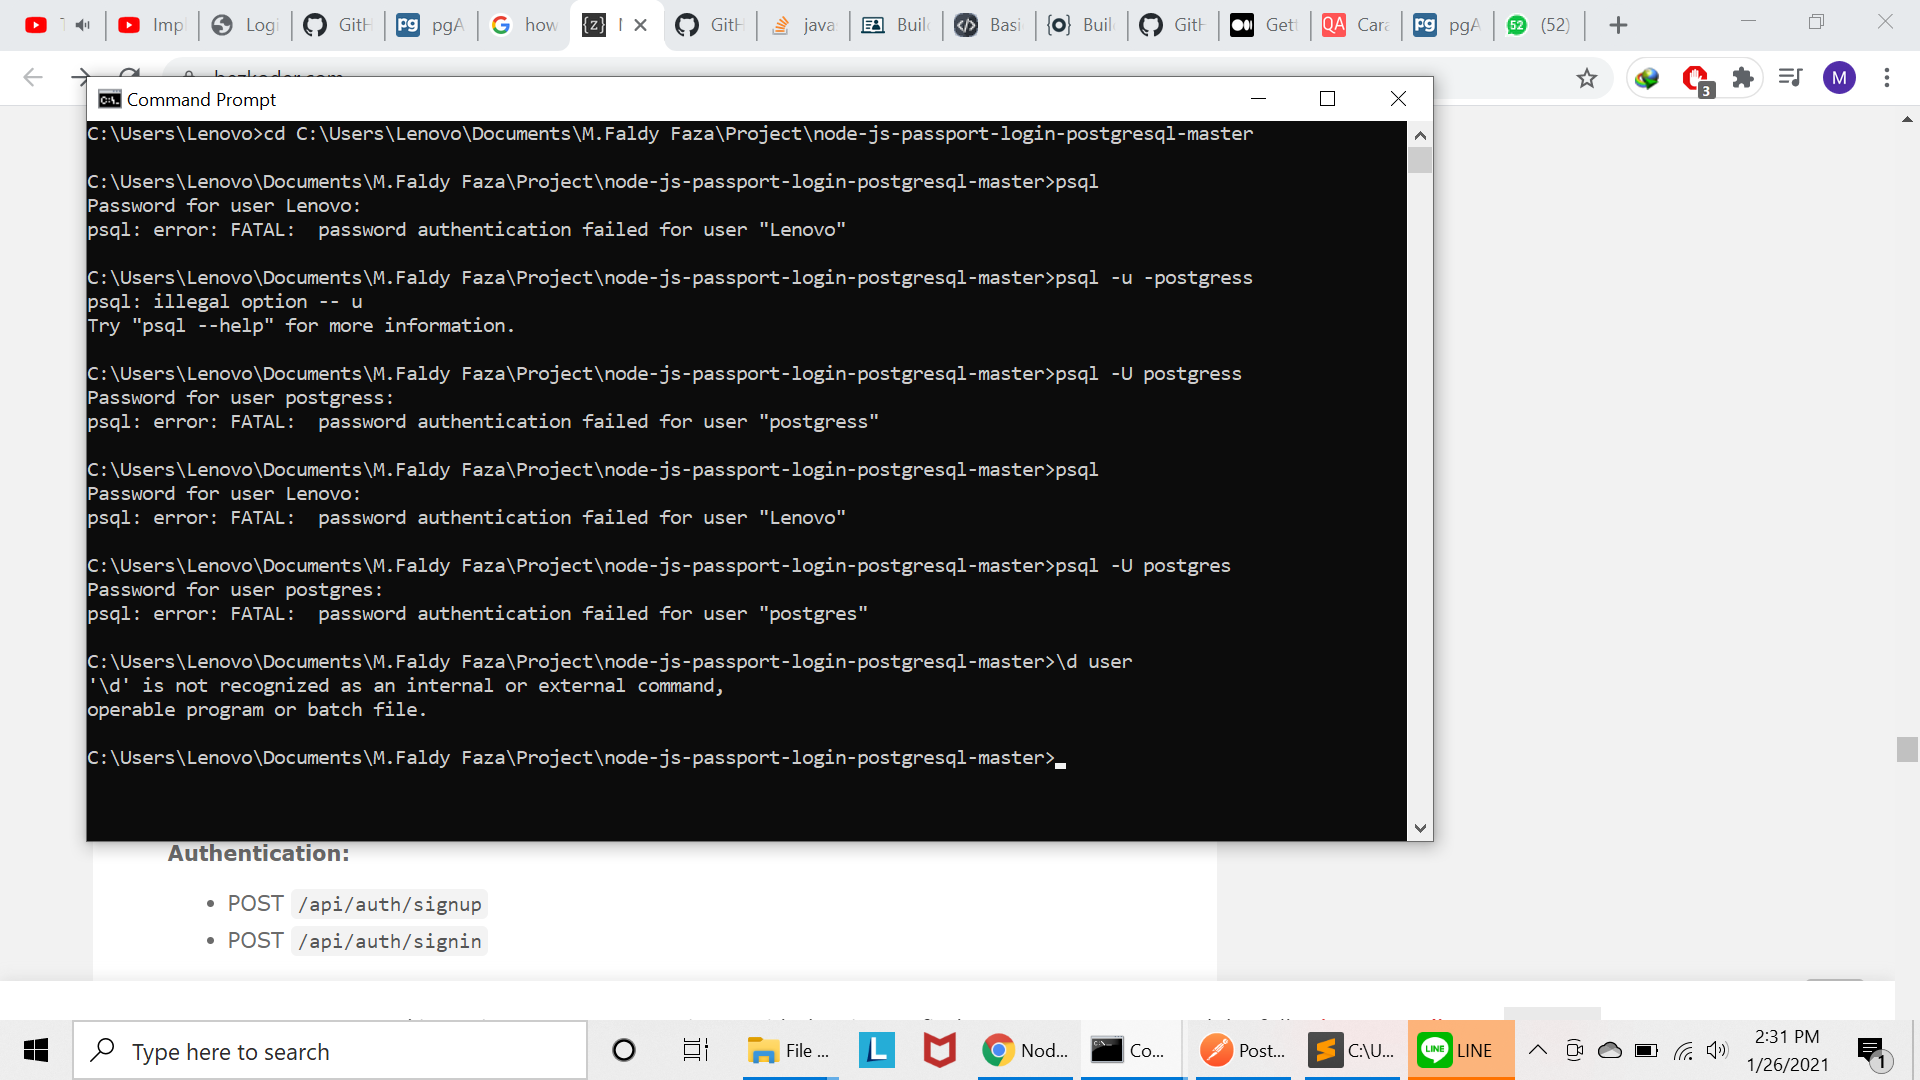 Imp
Logi
GitH
pgA
how
GitH
java
Buil
Basi
Buil
GitH
Gett
Cara
pgA
(52)
Command Prompt
C:\Users\Lenovo>cd C:\Users\Lenovo\Documents\M.Faldy Faza\Project\node-js-passport-login-postgresql-master
C:\Users\Lenovo\Documents\M.Faldy Faza\Project\node-js-passport-login-postgresql-master>psql
Password for user Lenovo:
psql: error: FATAL:  password authentication failed for user "Lenovo"
C:\Users\Lenovo\Documents\M.Faldy Faza\Project\node-js-passport-login-postgresql-master>psql -u -postgress
psql: illegal option -- u
Try "psql --help" for more information.
C:\Users\Lenovo\Documents\M.Faldy Faza\Project\node-js-passport-login-postgresql-master>psql -U postgress
Password for user postgress:
psql: error: FATAL:  password authentication failed for user "postgress"
C:\Users\Lenovo\Documents\M.Faldy Faza\Project\node-js-passport-login-postgresql-master>psql
Password for user Lenovo:
psql: error: FATAL:  password authentication failed for user "Lenovo"
C:\Users\Lenovo\Documents\M.Faldy Faza\Project\node-js-passport-login-postgresql-master>psql -U postgres
Password for user postgres:
psql: error: FATAL:  password authentication failed for user "postgres"
C:\Users\Lenovo\Documents\M.Faldy Faza\Project\node-js-passport-login-postgresql-master>\d user
'\d' is not recognized as an internal or external command,
operable program or batch file.
C:\Users\Lenovo\Documents\M.Faldy Faza\Project\node-js-passport-login-postgresql-master>
Authentication:
• POST /api/auth/signup
• POST /api/auth/signin
Type here to search
File ...
Nod...
Co...
Post...
C:\U...
LINE
2:31 PM
1/26/2021
1